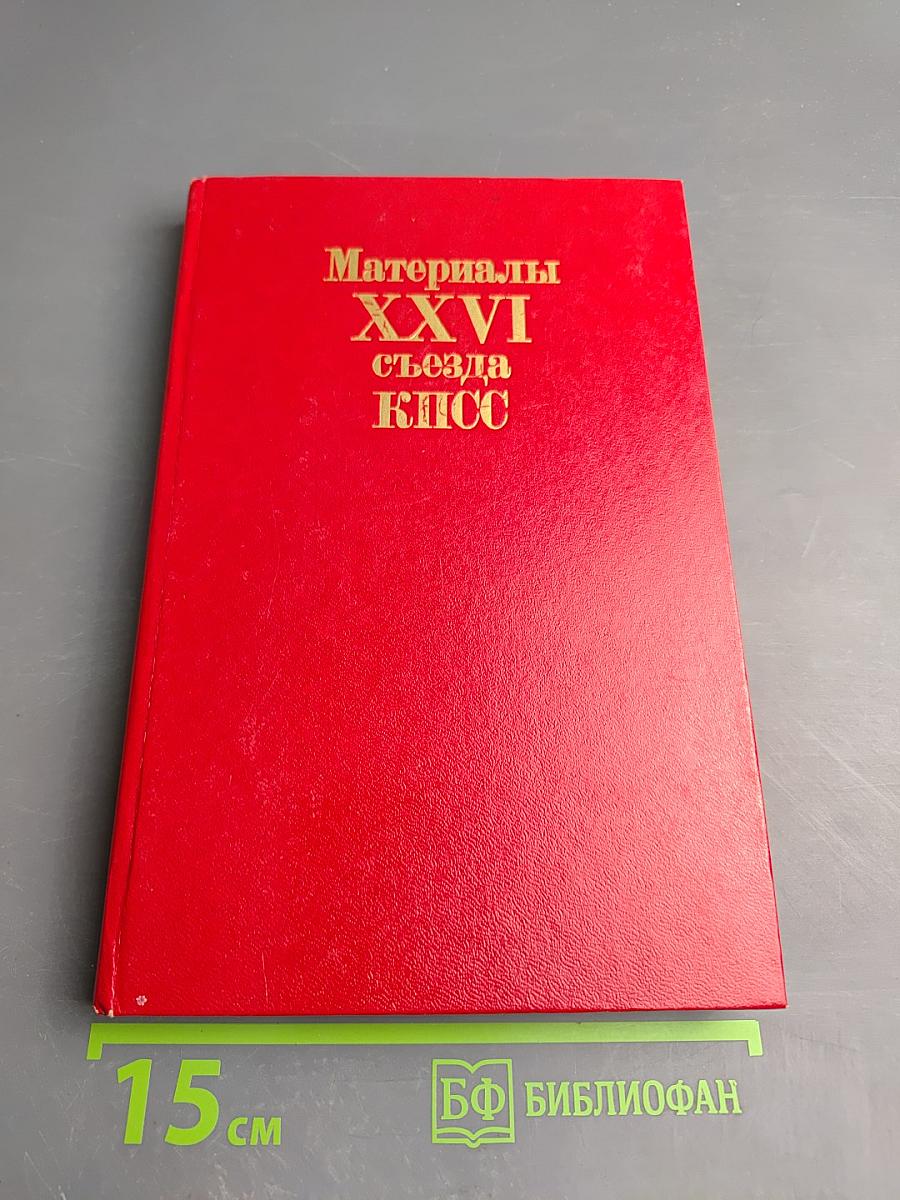 Материалы
XXVI
съезда
КПСС
15 см
БФ БИБЛИОФАН